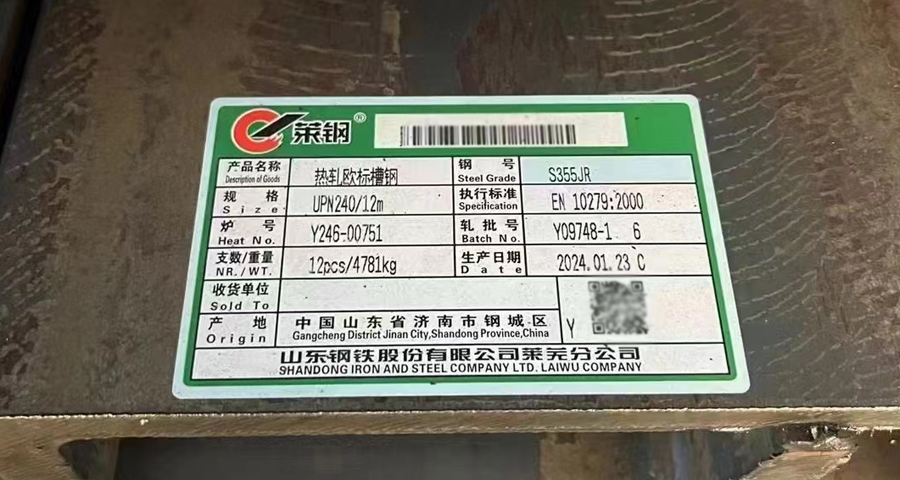 莱钢®
产品名称 热轧欧标槽钢 钢号 S355JR
Description of Goods Steel Grade
规格 UPN240/12m 执行标准 EN 10279:2000
Size Specification
炉号 Y246-00751 轧批号 Y09748-1 6
Heat No. Batch No.
支数/重量 12pcs/4781kg 生产日期 2024.01.23 C
NR./WT. Date
收货单位
Sold To
产地 中国山东省济南市钢城区 Y
Origin Gangcheng District Jinan City,Shandong Province,China
山东钢铁股份有限公司莱芜分公司
SHANDONG IRON AND STEEL COMPANY LTD. LAIWU COMPANY